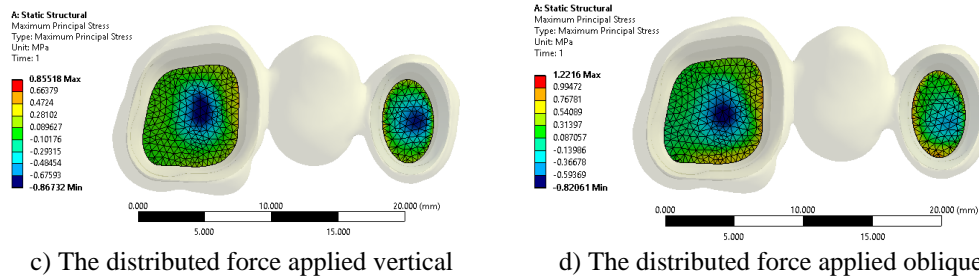 A: Static Structural
Maximum Principal Stress
Type: Maximum Principal Stress
Unit: MPa
Time: 1
0.85518 Max
0.66379
0.4724
0.28102
0.089627
-0.10176
-0.29315
-0.48454
-0.67593
-0.86732 Min
0.000 10.000 20.000 (mm)
5.000 15.000
c) The distributed force applied vertical
A: Static Structural
Maximum Principal Stress
Type: Maximum Principal Stress
Unit: MPa
Time: 1
1.2216 Max
0.99472
0.76781
0.54089
0.31397
0.087057
-0.13986
-0.36678
-0.59369
-0.82061 Min
0.000 10.000 20.000 (mm)
5.000 15.000
d) The distributed force applied oblique